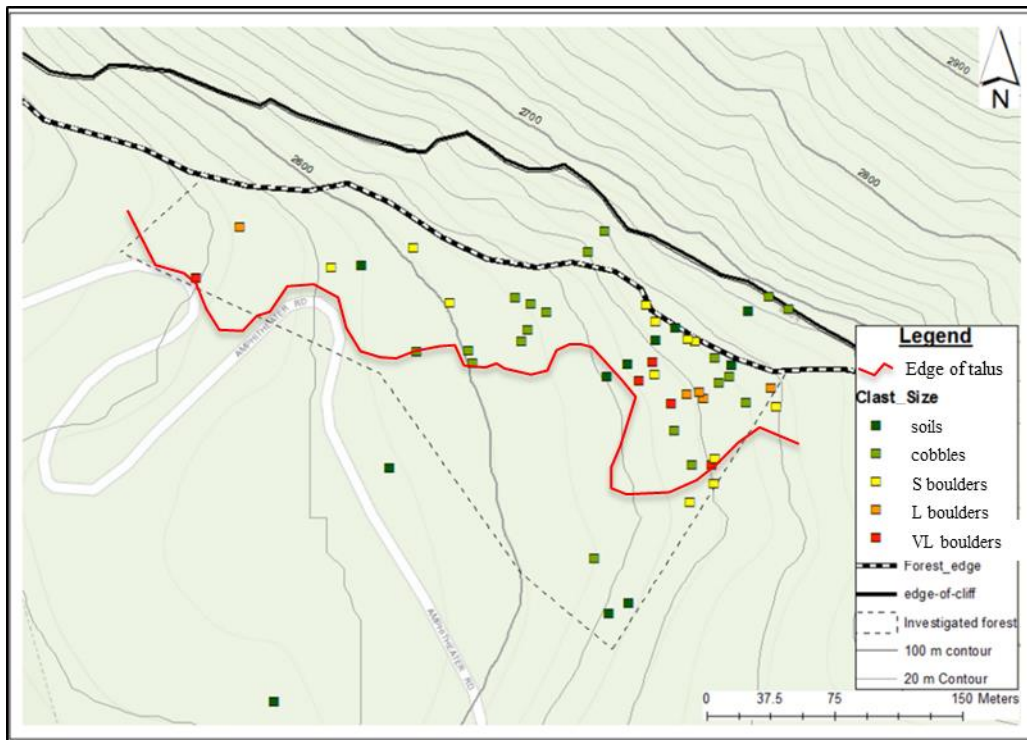 2900
N
2700
2600
2800
AMPHITHEATER RD
AMPHITHEATER RD
Legend
Edge of talus
Clast_Size
soils
cobbles
S boulders
L boulders
VL boulders
Forest_edge
edge-of-cliff
Investigated forest
100 m contour
20 m Contour
0 37.5 75 150 Meters